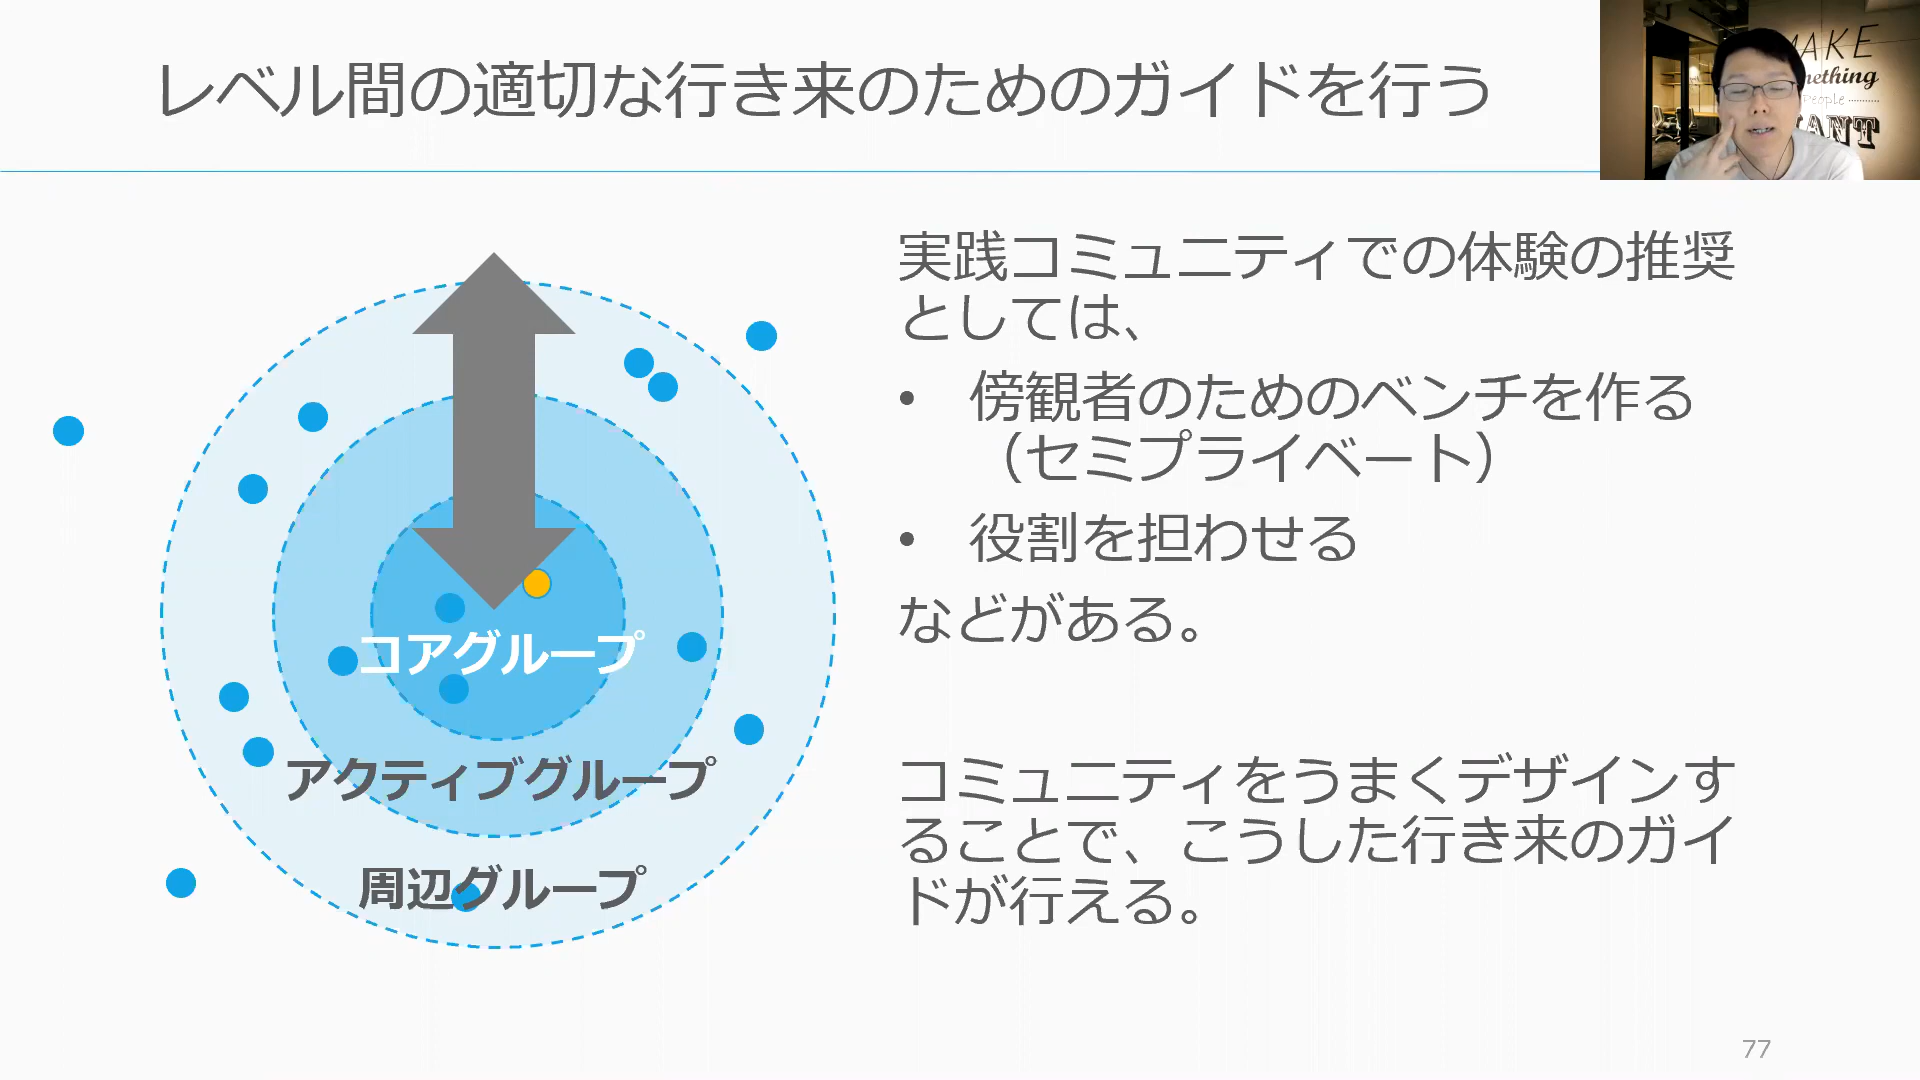 レベル間の適切な行き来のためのガイドを行う
MAKE
mething
people
ANT
実践コミュニティでの体験の推奨
としては、
• 傍観者のためのベンチを作る
（セミプライベート）
• 役割を担わせる
などがある。
コミュニティをうまくデザインす
ることで、こうした行き来のガイ
ドが行える。
コアグループ
アクティブグループ
周辺グループ
77